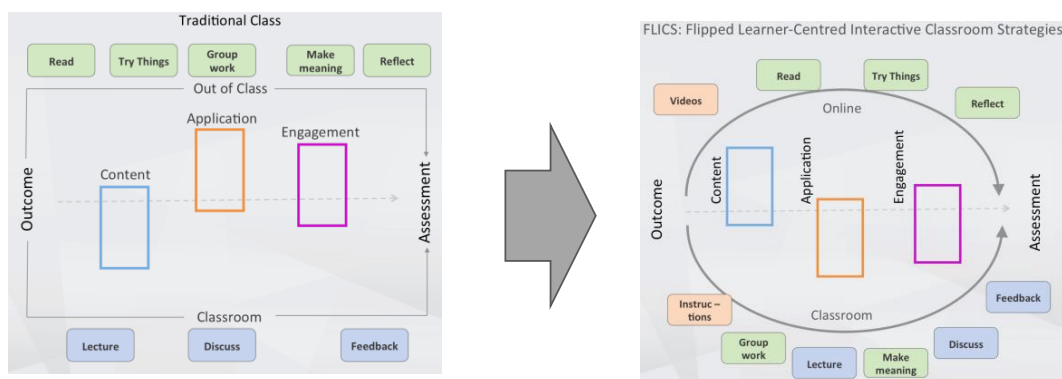 Traditional Class
Read
Try Things
Group
work
Make
meaning
Reflect
Out of Class
Application
Engagement
Content
Outcome
Assessment
Classroom
Lecture
Discuss
Feedback
FLICS: Flipped Learner-Centred Interactive Classroom Strategies
Read
Try Things
Videos
Reflect
Online
Content
Application
Engagement
Outcome
Assessment
Instruc –
tions
Classroom
Feedback
Group
work
Lecture
Make
meaning
Discuss